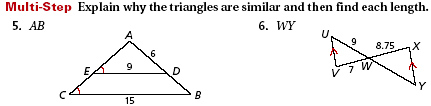 Multi-Step Explain why the triangles are similar and then find each length.
5. AB
6. WY
A
6
E
9
D
C
15
B
U
9
8.75
X
V
7
W
Y